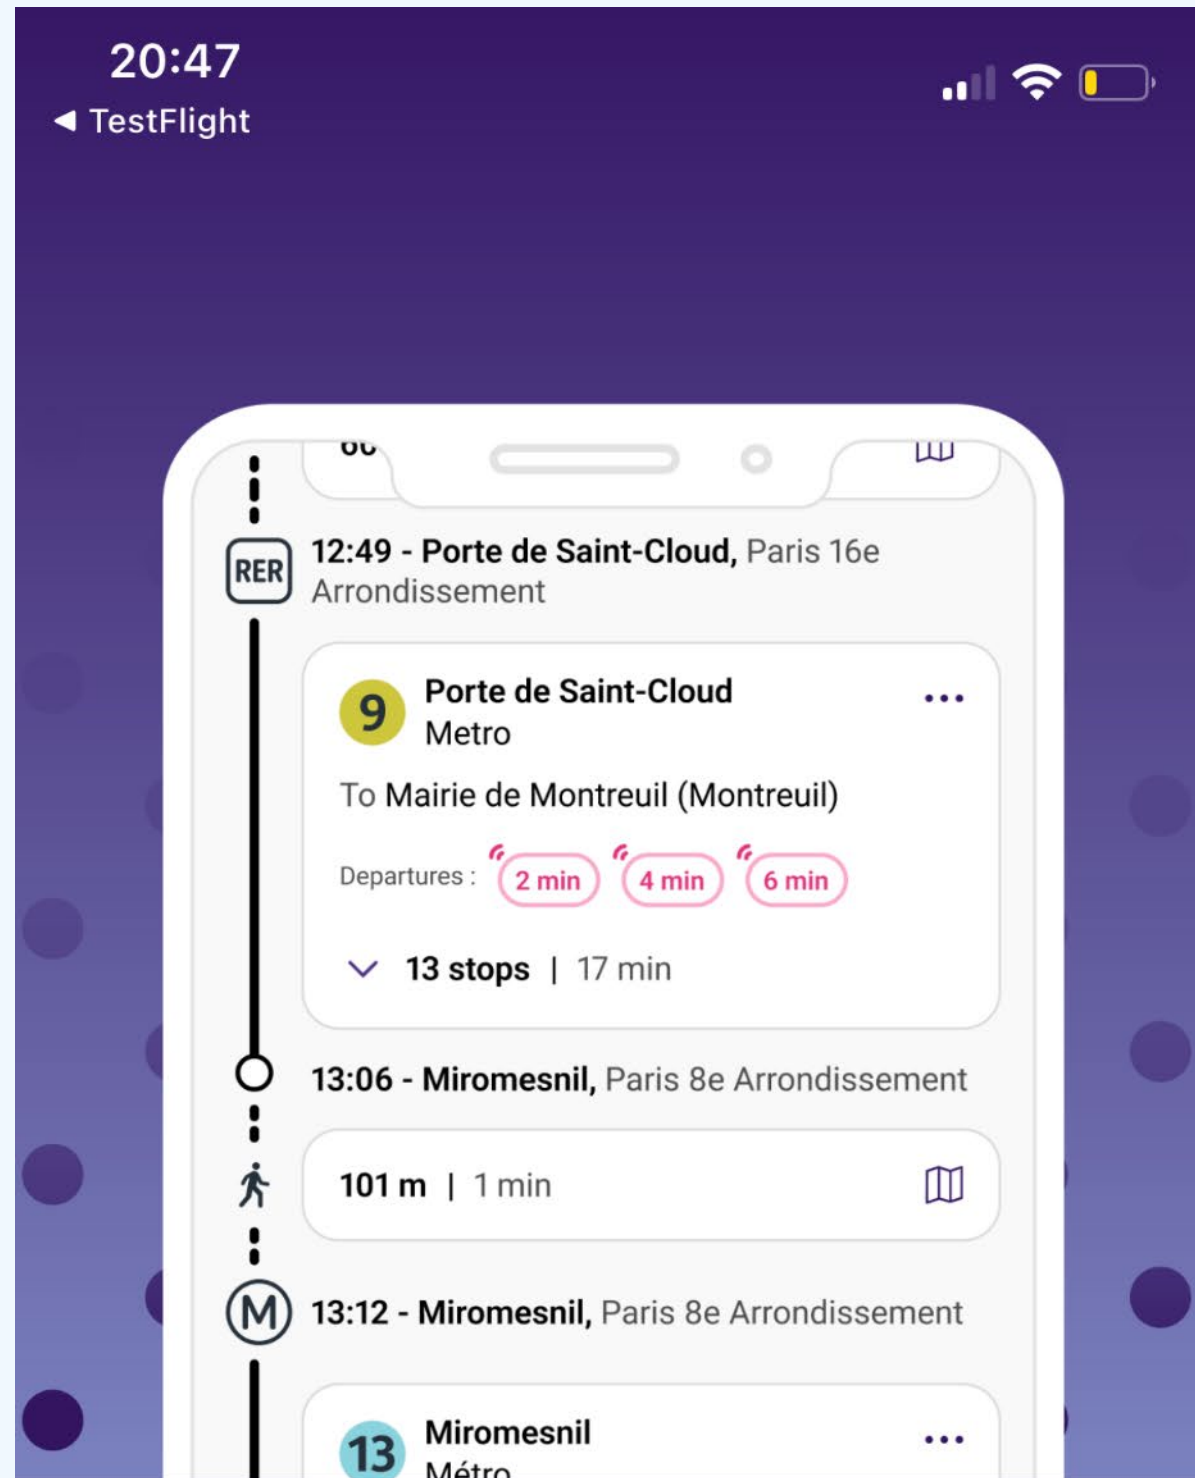 20:47
◀ TestFlight
RER
12:49 - Porte de Saint-Cloud, Paris 16e
Arrondissement
9
Porte de Saint-Cloud
Metro
To Mairie de Montreuil (Montreuil)
Departures : 2 min 4 min 6 min
13 stops | 17 min
13:06 - Miromesnil, Paris 8e Arrondissement
101 m | 1 min
M
13:12 - Miromesnil, Paris 8e Arrondissement
13
Miromesnil
Métro